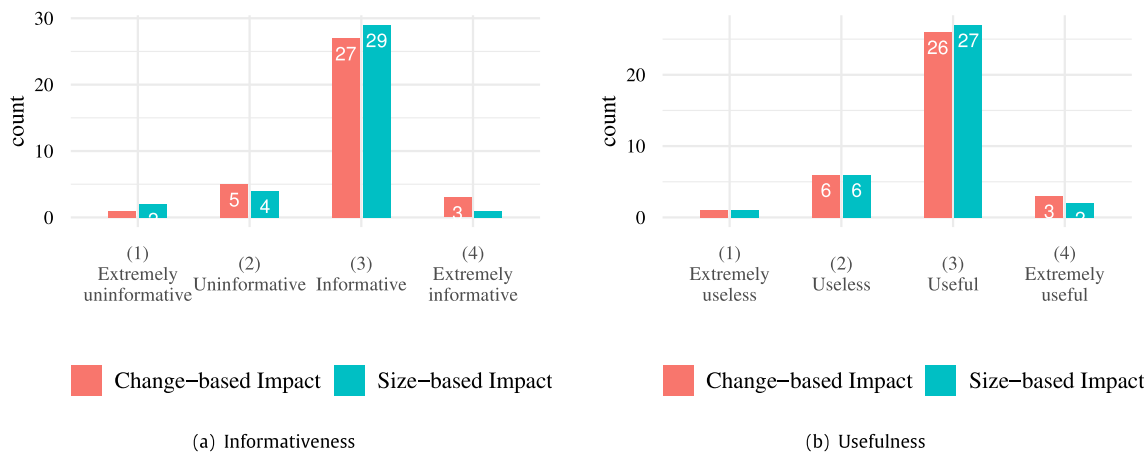 30
20
10
0
count
2
5
4
27
29
3
(1)
Extremely
uninformative
(2)
Uninformative
(3)
Informative
(4)
Extremely
informative
Change−based Impact
Size−based Impact
(a) Informativeness
20
10
0
count
6
6
26
27
3
2
(1)
Extremely
useless
(2)
Useless
(3)
Useful
(4)
Extremely
useful
Change−based Impact
Size−based Impact
(b) Usefulness